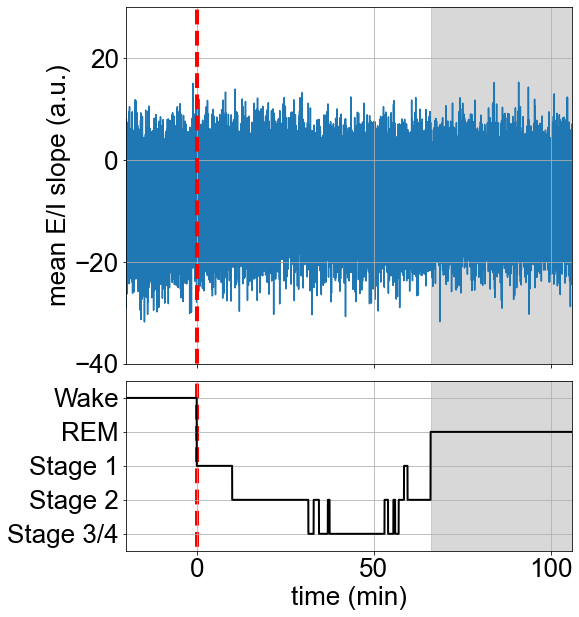 mean E/I slope (a.u.)
20
0
−20
−40
Wake
REM
Stage 1
Stage 2
Stage 3/4
0 50 100
time (min)